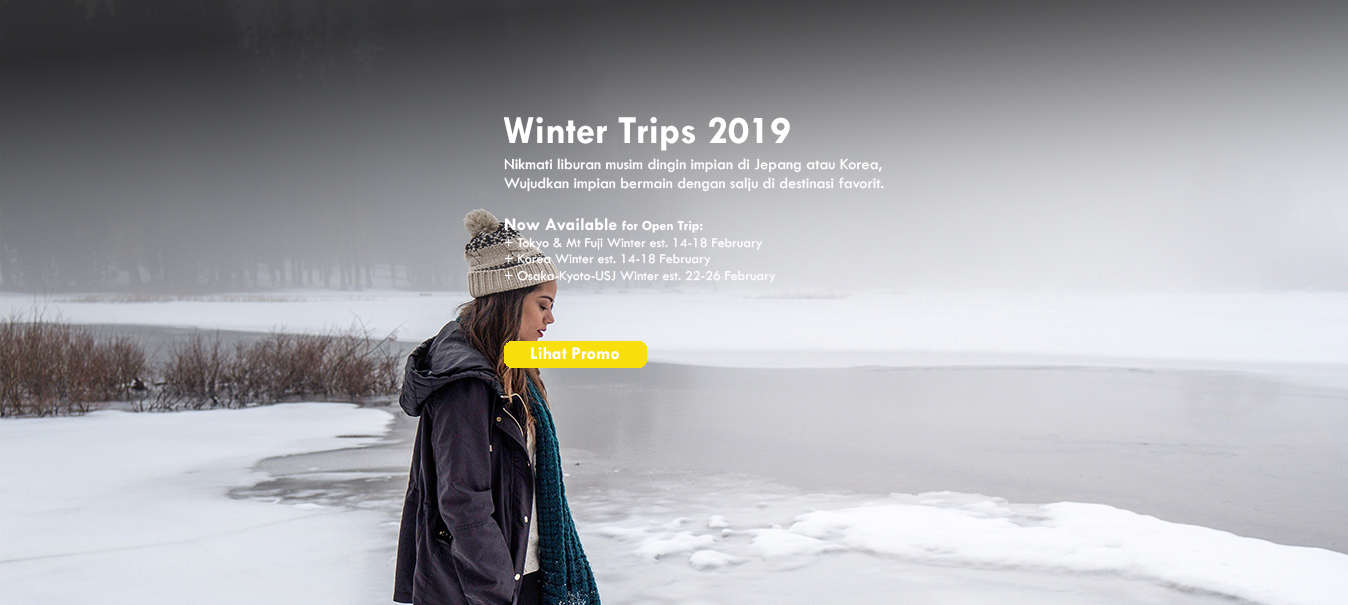 Winter Trips 2019
Nikmati liburan musim dingin impian di Jepang atau Korea,
Wujudkan impian bermain dengan salju di destinasi favorit.
Now Available for Open Trip:
+ Tokyo & Mt Fuji Winter est. 14-18 February
+ Korea Winter est. 14-18 February
+ Osaka-Kyoto-USJ Winter est. 22-26 February
Lihat Promo